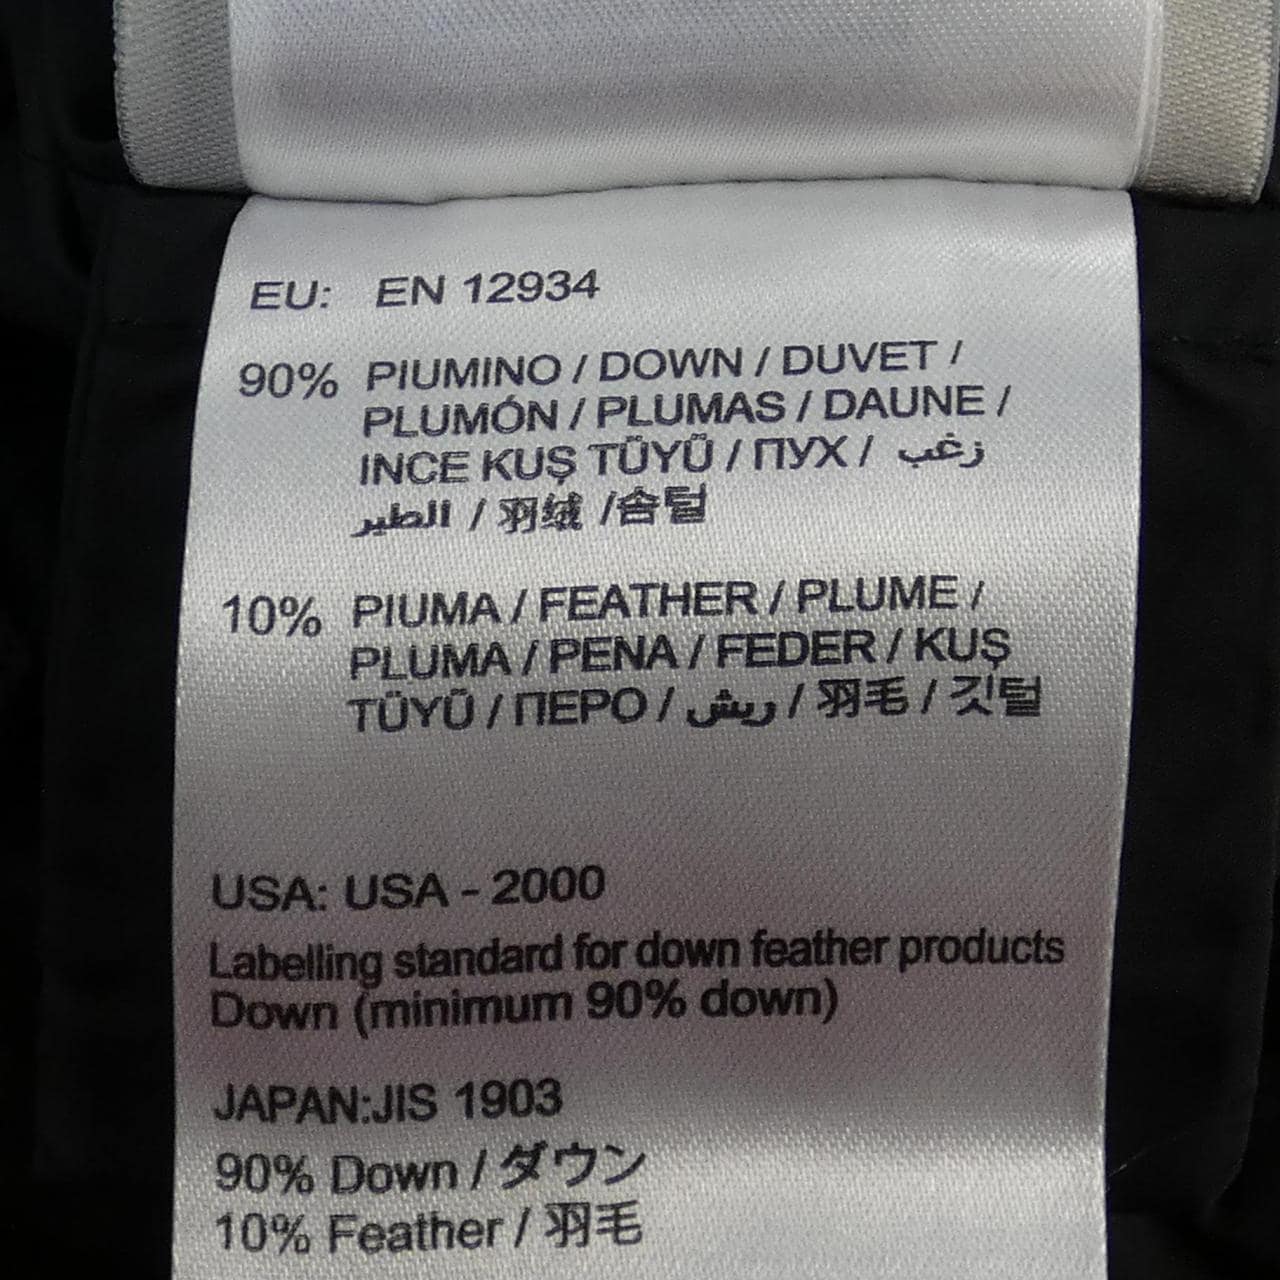 EU: EN 12934
90% PIUMINO / DOWN / DUVET /
PLUMÓN / PLUMAS / DAUNE /
INCE KUŞ TÜYÜ / ПУХ / زغب
الطير / 羽绒 /솜털
10% PIUMA / FEATHER / PLUME /
PLUMA / PENA / FEDER / KUŞ
TÜYÜ / ПЕРО / ريش / 羽毛 / 깃털
USA: USA - 2000
Labelling standard for down feather products
Down (minimum 90% down)
JAPAN:JIS 1903
90% Down / ダウン
10% Feather / 羽毛